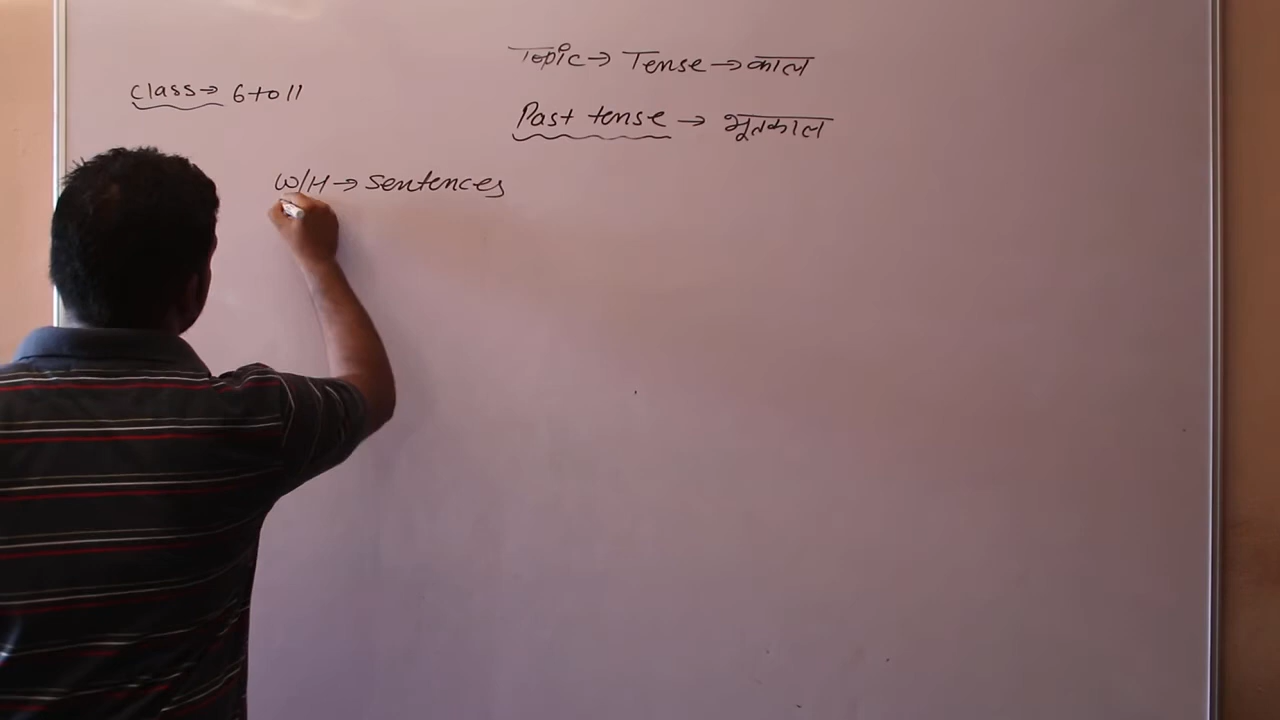 Topic → Tense → काल
Class → 6 to 11
Past tense → भूतकाल
W/H → Sentences